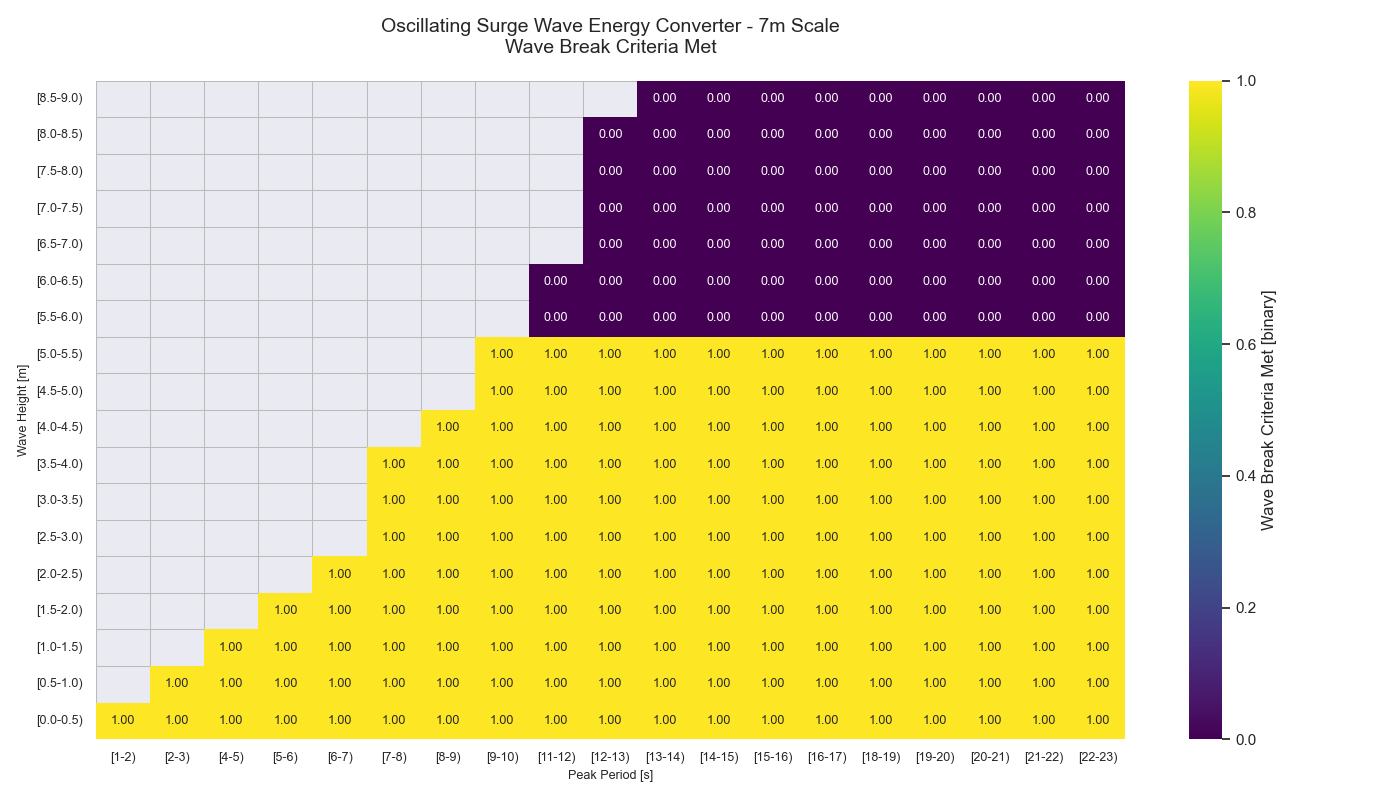 Oscillating Surge Wave Energy Converter - 7m Scale
Wave Break Criteria Met
[8.5-9.0) 0.00 0.00 0.00 0.00 0.00 0.00 0.00 0.00 0.00
[8.0-8.5) 0.00 0.00 0.00 0.00 0.00 0.00 0.00 0.00 0.00 0.00
[7.5-8.0) 0.00 0.00 0.00 0.00 0.00 0.00 0.00 0.00 0.00 0.00
[7.0-7.5) 0.00 0.00 0.00 0.00 0.00 0.00 0.00 0.00 0.00 0.00
[6.5-7.0) 0.00 0.00 0.00 0.00 0.00 0.00 0.00 0.00 0.00 0.00
[6.0-6.5) 0.00 0.00 0.00 0.00 0.00 0.00 0.00 0.00 0.00 0.00 0.00
[5.5-6.0) 0.00 0.00 0.00 0.00 0.00 0.00 0.00 0.00 0.00 0.00 0.00
[5.0-5.5) 1.00 1.00 1.00 1.00 1.00 1.00 1.00 1.00 1.00 1.00 1.00 1.00
[4.5-5.0) 1.00 1.00 1.00 1.00 1.00 1.00 1.00 1.00 1.00 1.00 1.00 1.00
[4.0-4.5) 1.00 1.00 1.00 1.00 1.00 1.00 1.00 1.00 1.00 1.00 1.00 1.00 1.00
[3.5-4.0) 1.00 1.00 1.00 1.00 1.00 1.00 1.00 1.00 1.00 1.00 1.00 1.00 1.00 1.00
[3.0-3.5) 1.00 1.00 1.00 1.00 1.00 1.00 1.00 1.00 1.00 1.00 1.00 1.00 1.00 1.00
[2.5-3.0) 1.00 1.00 1.00 1.00 1.00 1.00 1.00 1.00 1.00 1.00 1.00 1.00 1.00 1.00
[2.0-2.5) 1.00 1.00 1.00 1.00 1.00 1.00 1.00 1.00 1.00 1.00 1.00 1.00 1.00 1.00 1.00
[1.5-2.0) 1.00 1.00 1.00 1.00 1.00 1.00 1.00 1.00 1.00 1.00 1.00 1.00 1.00 1.00 1.00 1.00
[1.0-1.5) 1.00 1.00 1.00 1.00 1.00 1.00 1.00 1.00 1.00 1.00 1.00 1.00 1.00 1.00 1.00 1.00 1.00
[0.5-1.0) 1.00 1.00 1.00 1.00 1.00 1.00 1.00 1.00 1.00 1.00 1.00 1.00 1.00 1.00 1.00 1.00 1.00 1.00
[0.0-0.5) 1.00 1.00 1.00 1.00 1.00 1.00 1.00 1.00 1.00 1.00 1.00 1.00 1.00 1.00 1.00 1.00 1.00 1.00 1.00
[1-2) [2-3) [4-5) [5-6) [6-7) [7-8) [8-9) [9-10) [11-12) [12-13) [13-14) [14-15) [15-16) [16-17) [18-19) [19-20) [20-21) [21-22) [22-23)
Peak Period [s]
Wave Height [m]
1.0
0.8
0.6
0.4
0.2
0.0
Wave Break Criteria Met [binary]